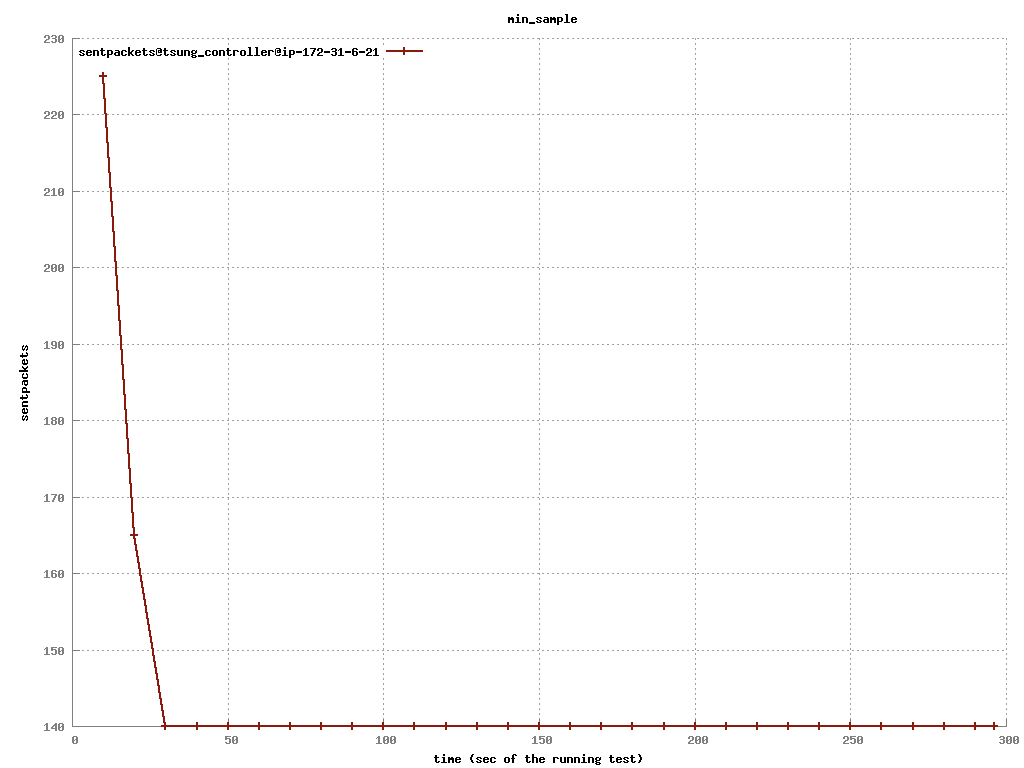 min_sample
230
sentpackets@tsung_controller@ip-172-31-6-21
220
210
200
190
sentpackets
180
170
160
150
140
0 50 100 150 200 250 300
time (sec of the running test)